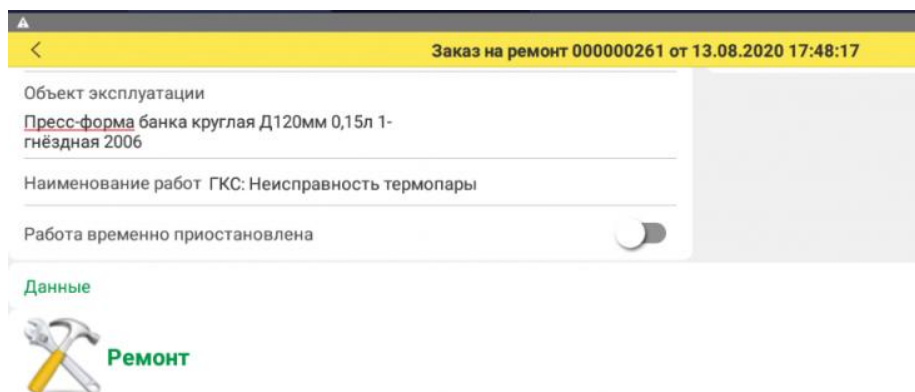 Заказ на ремонт 000000261 от 13.08.2020 17:48:17
Объект эксплуатации
Пресс-форма банка круглая Д120мм 0,15л 1-
гнёздная 2006
Наименование работ ГКС: Неисправность термопары
Работа временно приостановлена
Данные
Ремонт